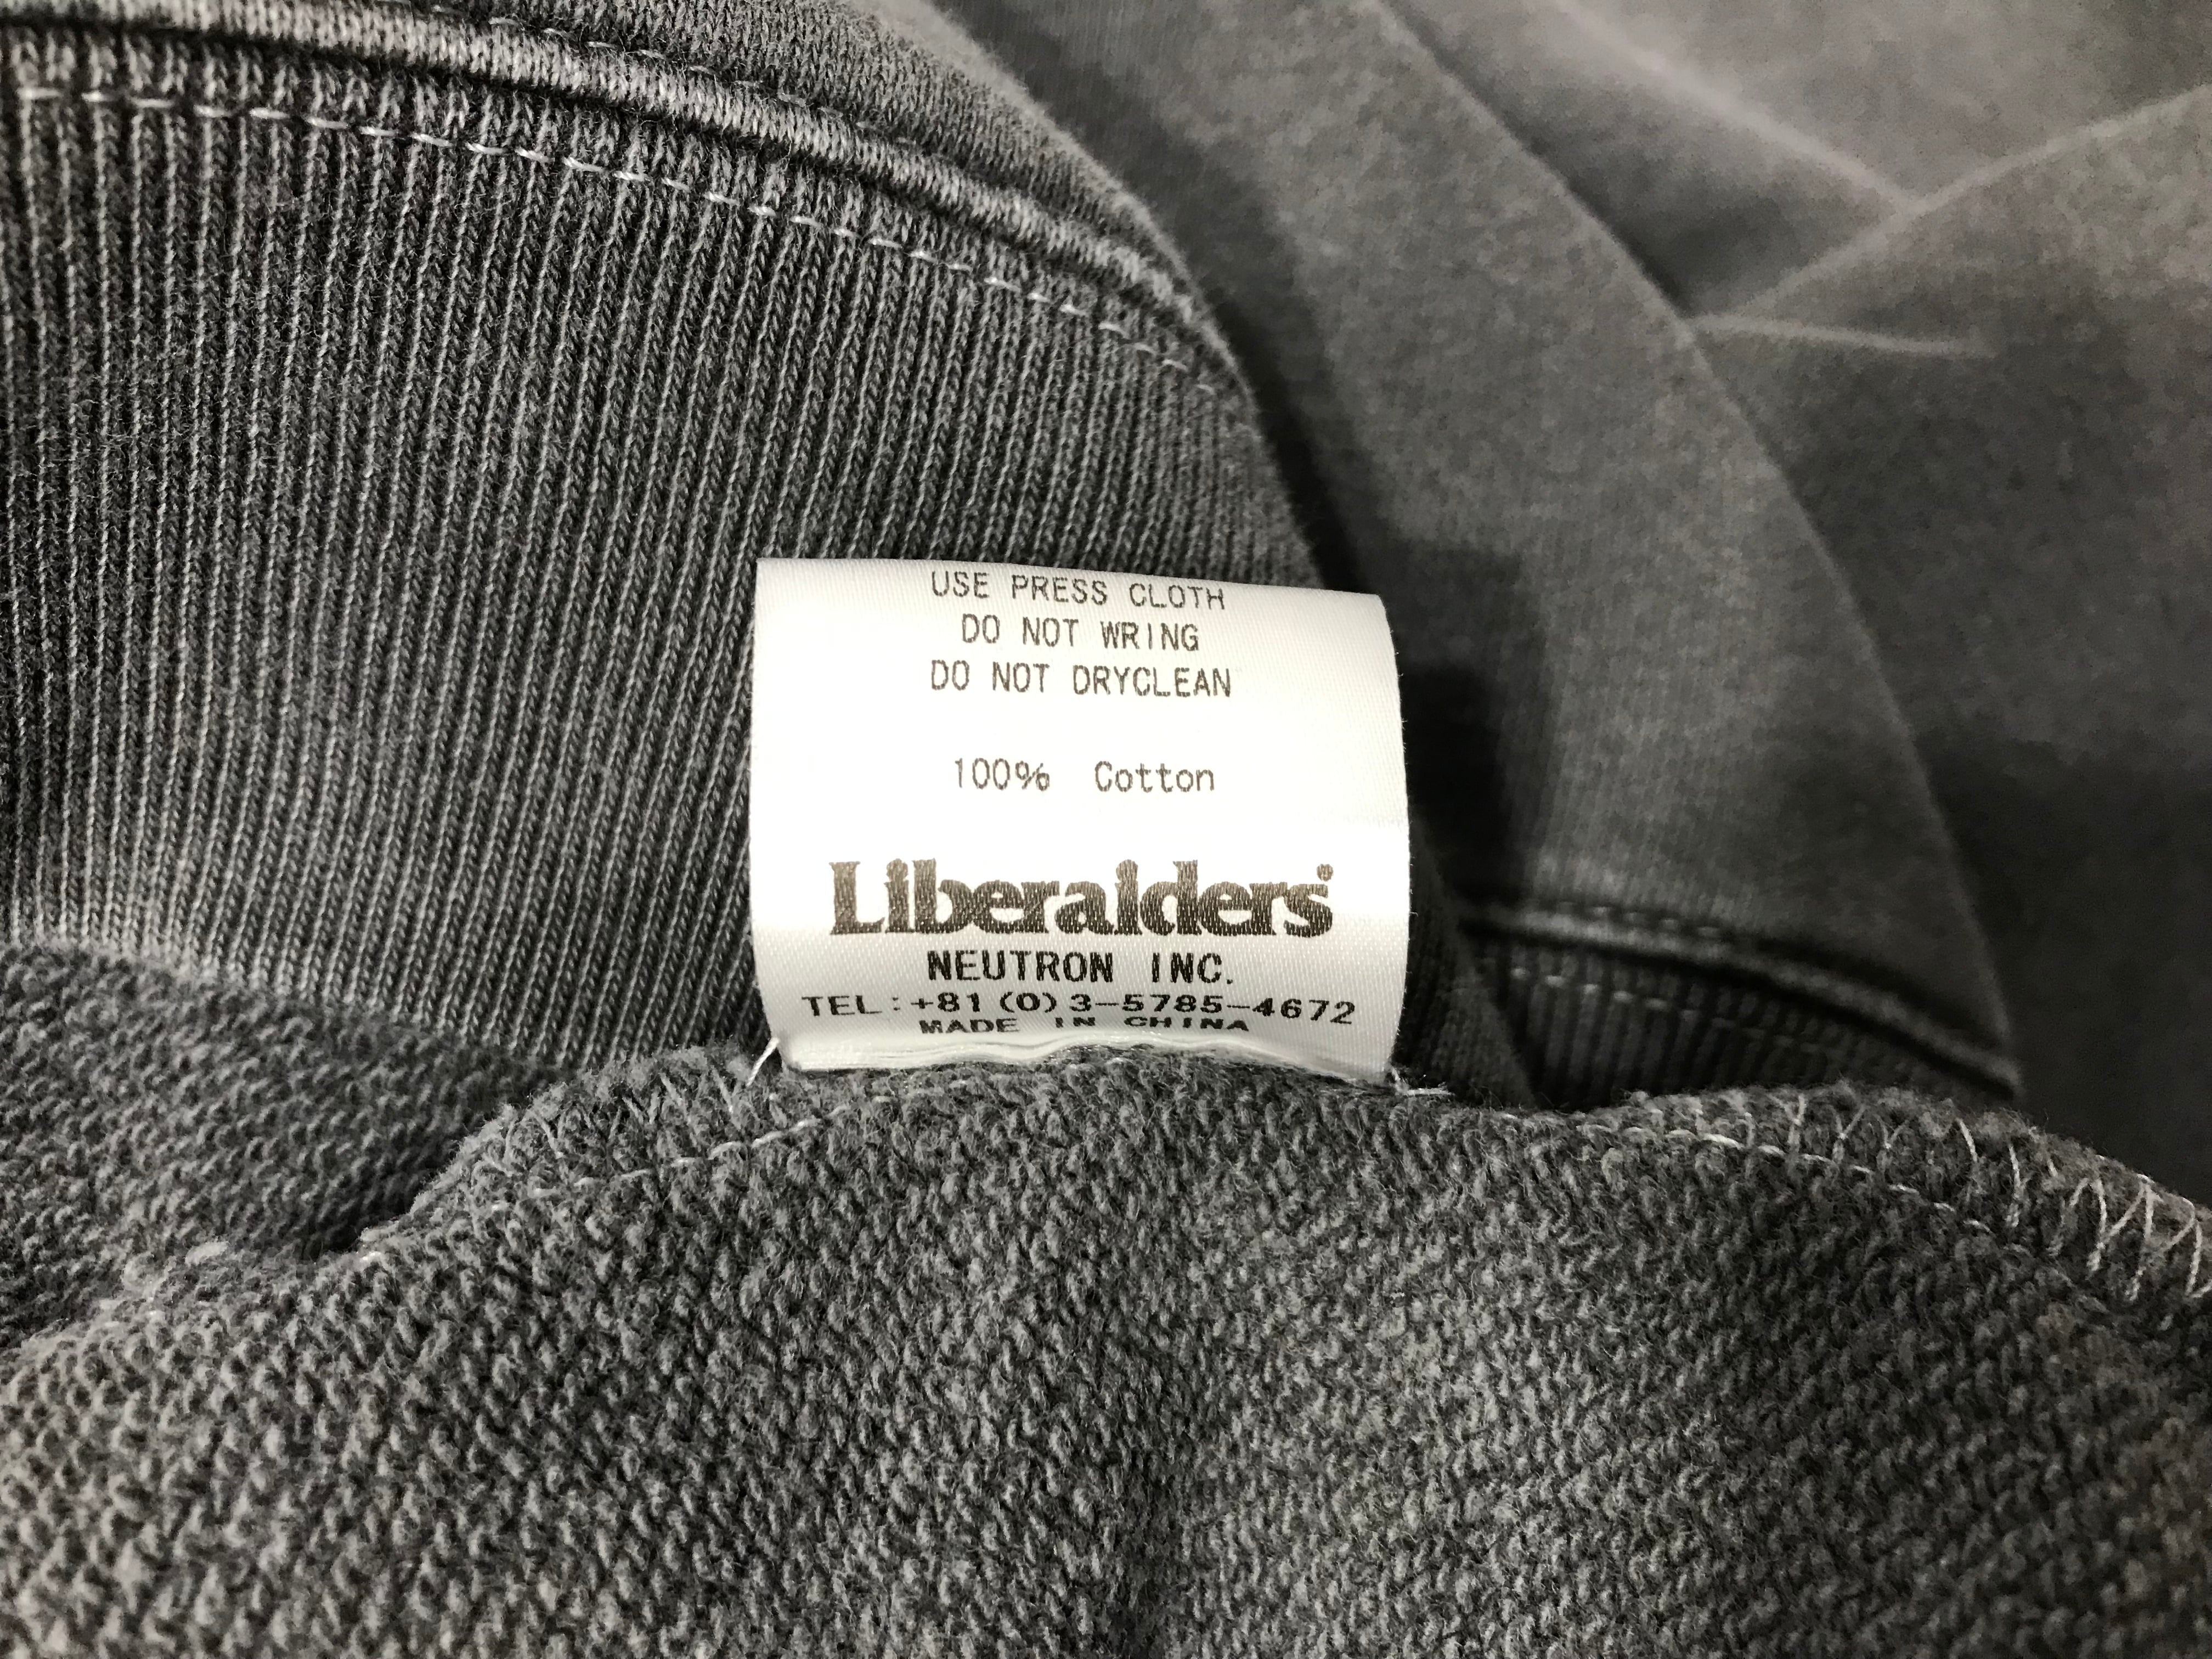 USE PRESS CLOTH
DO NOT WRING
DO NOT DRYCLEAN
100% Cotton
Liberaiders®
NEUTRON INC.
TEL:+81(0)3-5785-4672
MADE IN CHINA